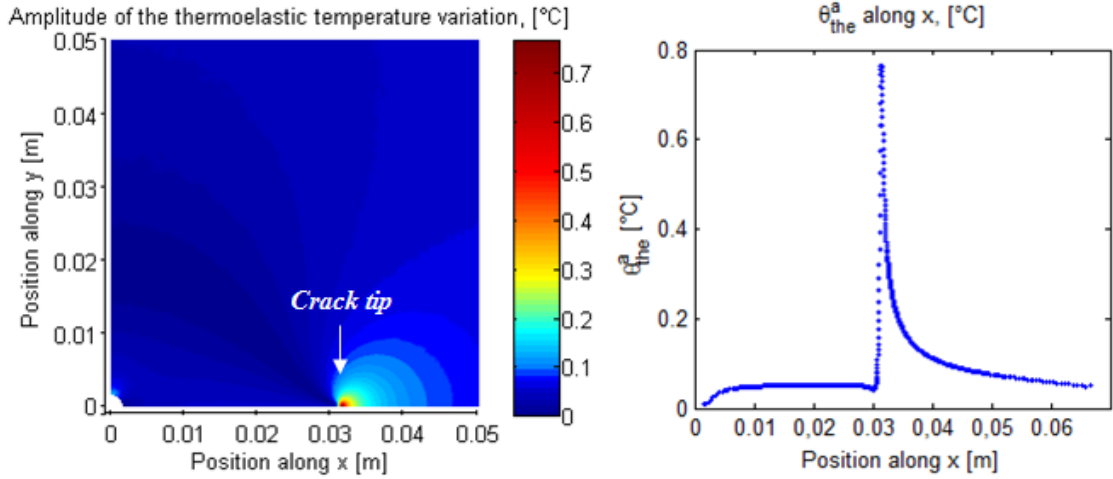 Amplitude of the thermoelastic temperature variation, [°C]
0.05
0.04
0.03
0.02
0.01
0
Position along y [m]
Crack tip
0 0.01 0.02 0.03 0.04 0.05
Position along x [m]
0.7
0.6
0.5
0.4
0.3
0.2
0.1
0
θᵃthe along x, [°C]
0.8
0.6
0.4
0.2
0
θᵃthe [°C]
0 0.01 0,02 0.03 0,04 0,05 0.06
Position along x [m]